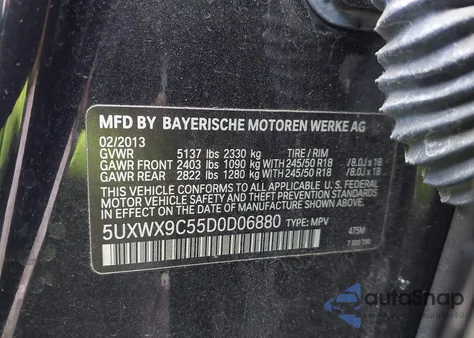 MFD BY BAYERISCHE MOTOREN WERKE AG
02/2013
GVWR 5137 lbs 2330 kg TIRE / RIM
GAWR FRONT 2403 lbs 1090 kg WITH 245/50 R18 /8.0J x 18
GAWR REAR 2822 lbs 1280 kg WITH 245/50 R18 /8.0J x 18
THIS VEHICLE CONFORMS TO ALL APPLICABLE FEDERAL
MOTOR VEHICLE SAFETY, BUMPER AND THEFT PREVENTION
STANDARDS IN EFFECT ON THE DATE OF
MANUFACTURE SHOWN ABOVE.
5UXWX9C55D0D06880 TYPE: MPV
475M
autaSnap